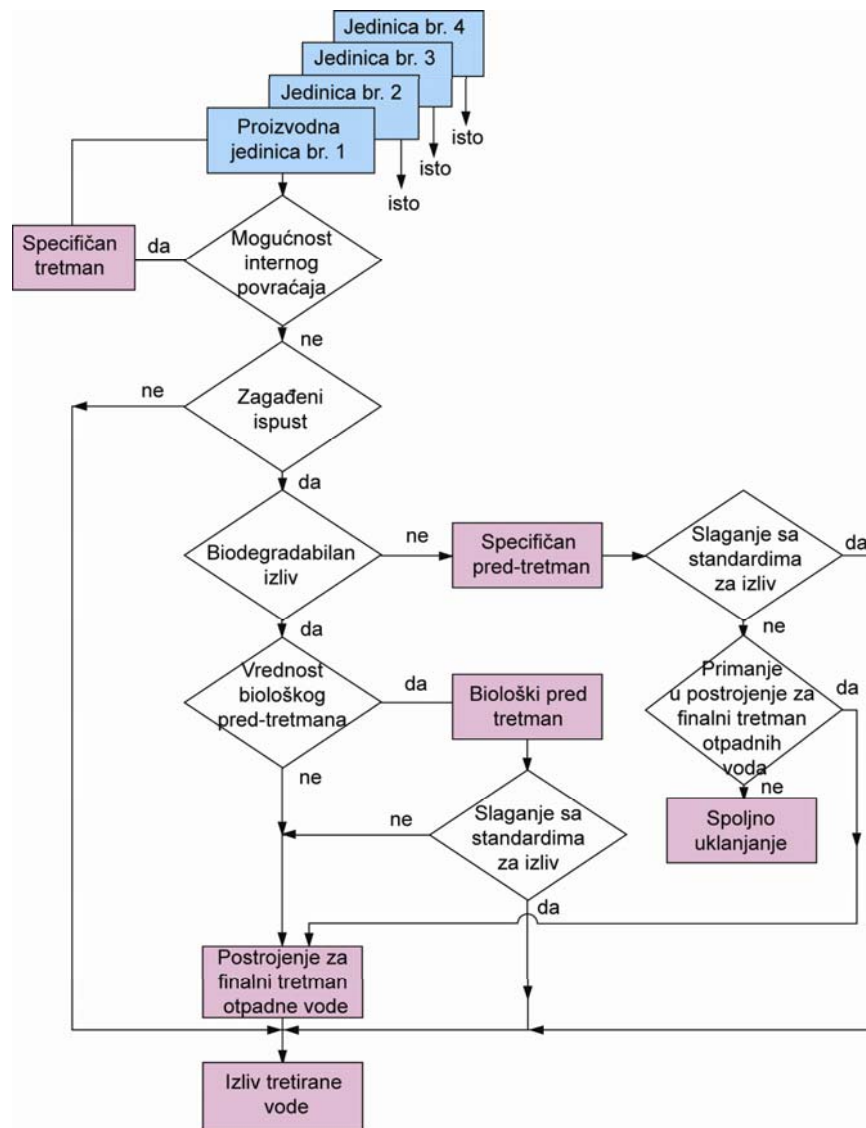 Jedinica br. 4
Jedinica br. 3
Jedinica br. 2
Proizvodna
jedinica br. 1
isto
isto
isto
Specifičan
tretman
da
Mogućnost
internog
povraćaja
ne
ne
Zagađeni
ispust
da
Biodegradabilan
izliv
ne
Specifičan
pred-tretman
Slaganje sa
standardima
za izliv
da
da
ne
Vrednost
biološkog
pred-tretmana
da
Biološki pred
tretman
Primanje
u postrojenje za
finalni tretman
otpadnih
voda
da
ne
ne
ne
Slaganje sa
standardima
za izliv
Spoljno
uklanjanje
da
Postrojenje za
finalni tretman
otpadne vode
Izliv tretirane
vode